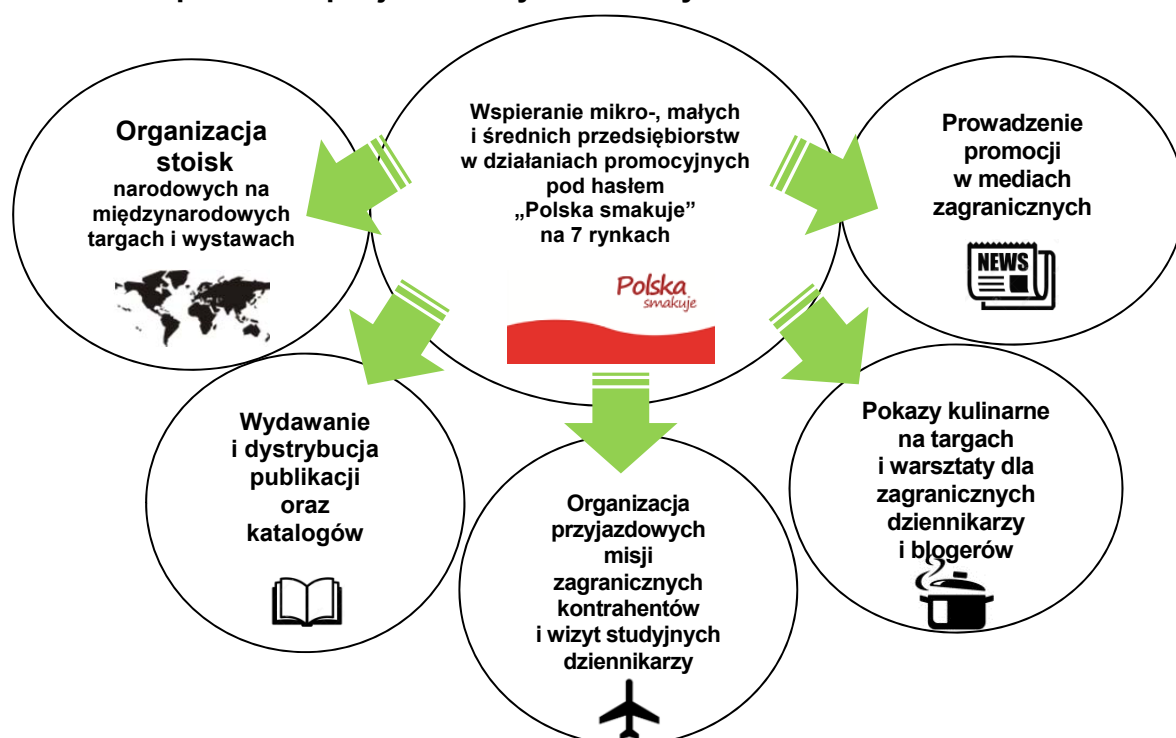 Organizacja
stoisk
narodowych na
międzynarodowych
targach i wystawach
Wspieranie mikro-, małych
i średnich przedsiębiorstw
w działaniach promocyjnych
pod hasłem
„Polska smakuje”
na 7 rynkach
Polska
smakuje
Prowadzenie
promocji
w mediach
zagranicznych
NEWS
Wydawanie
i dystrybucja
publikacji
oraz
katalogów
Organizacja
przyjazdowych
misji
zagranicznych
kontrahentów
i wizyt studyjnych
dziennikarzy
Pokazy kulinarne
na targach
i warsztaty dla
zagranicznych
dziennikarzy
i blogerów